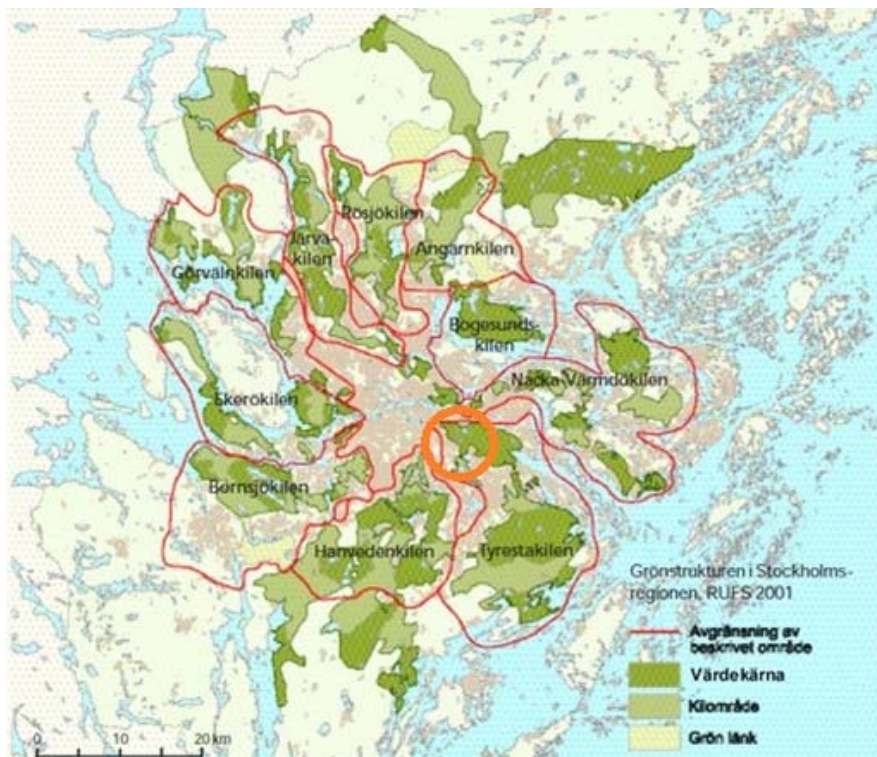 Rösjökilen
Järva-
kilen
Angarnkilen
Görvälnkilen
Bogesunds-
kilen
Nacka-Värmdökilen
Ekerökilen
Bornsjökilen
Hanvedenkilen
Tyrestakilen
Grönstrukturen i Stockholms-
regionen, RUFS 2001
Avgränsning av
beskrivet område
Värdekärna
Kilområde
Grön länk
0 10 20 km